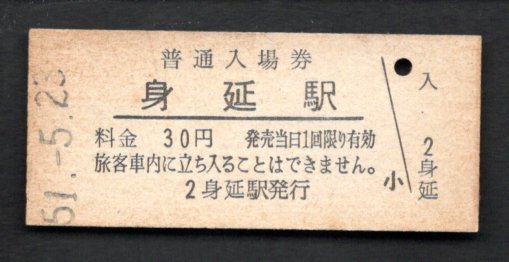 51.-5.23
普通入場券
身延駅
料金 30円 発売当日1回限り有効
旅客車内に立ち入ることはできません。
2身延駅発行
小
入
2身延